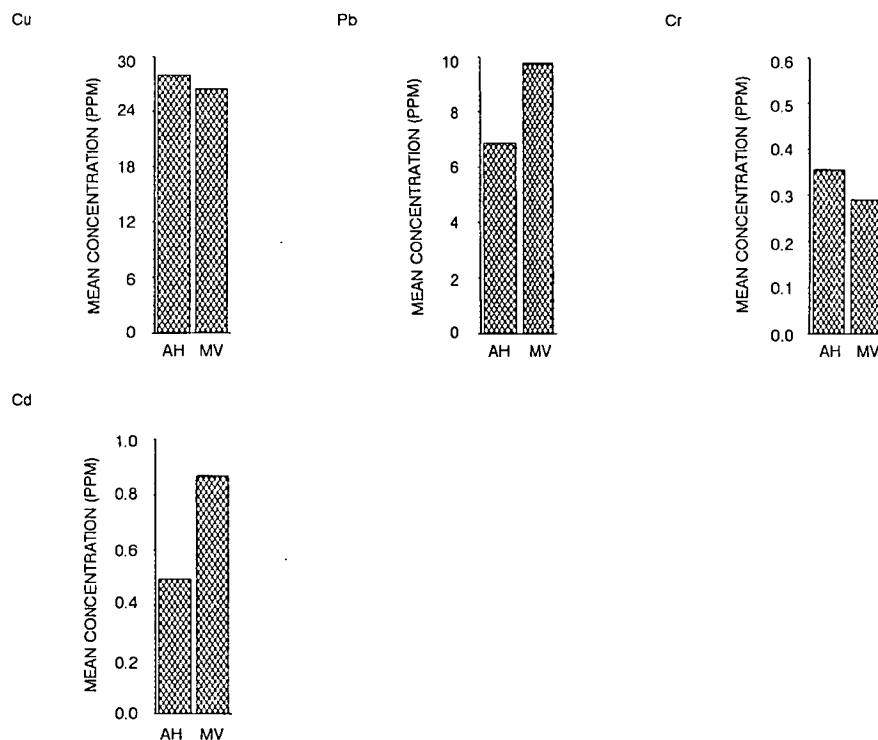 Cu
MEAN CONCENTRATION (PPM)
30
24
18
12
6
0
AH MV
Pb
MEAN CONCENTRATION (PPM)
10
8
6
4
2
0
AH MV
Cr
MEAN CONCENTRATION (PPM)
0.6
0.5
0.4
0.3
0.2
0.1
0.0
AH MV
Cd
MEAN CONCENTRATION (PPM)
1.0
0.8
0.6
0.4
0.2
0.0
AH MV